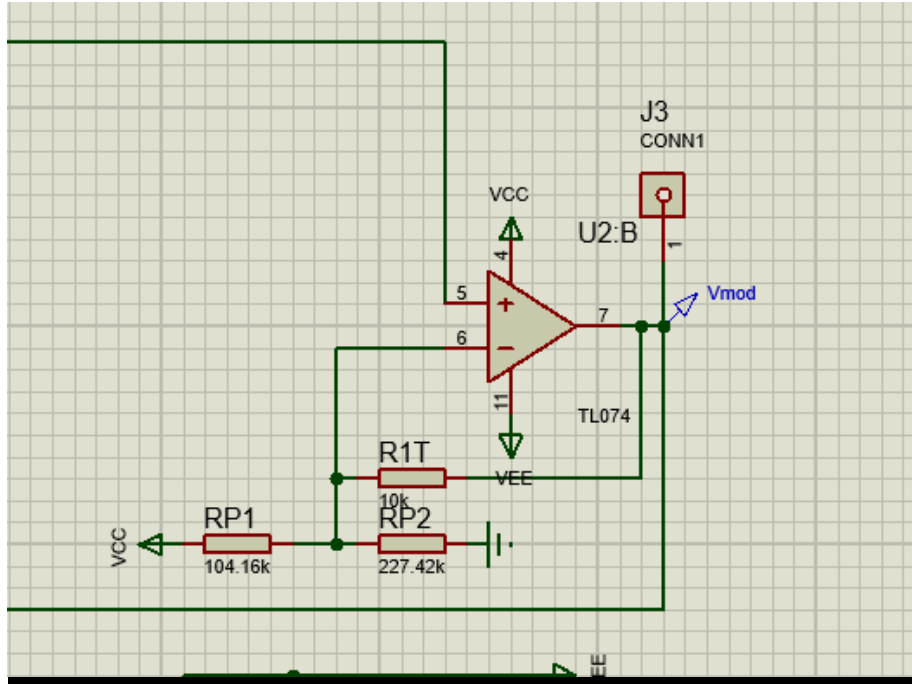 J3
CONN1
VCC
U2:B
4
1
5
+
7
Vmod
6
−
11
TL074
R1T
VEE
10k
RP1
RP2
VCC
104.16k
227.42k
EE